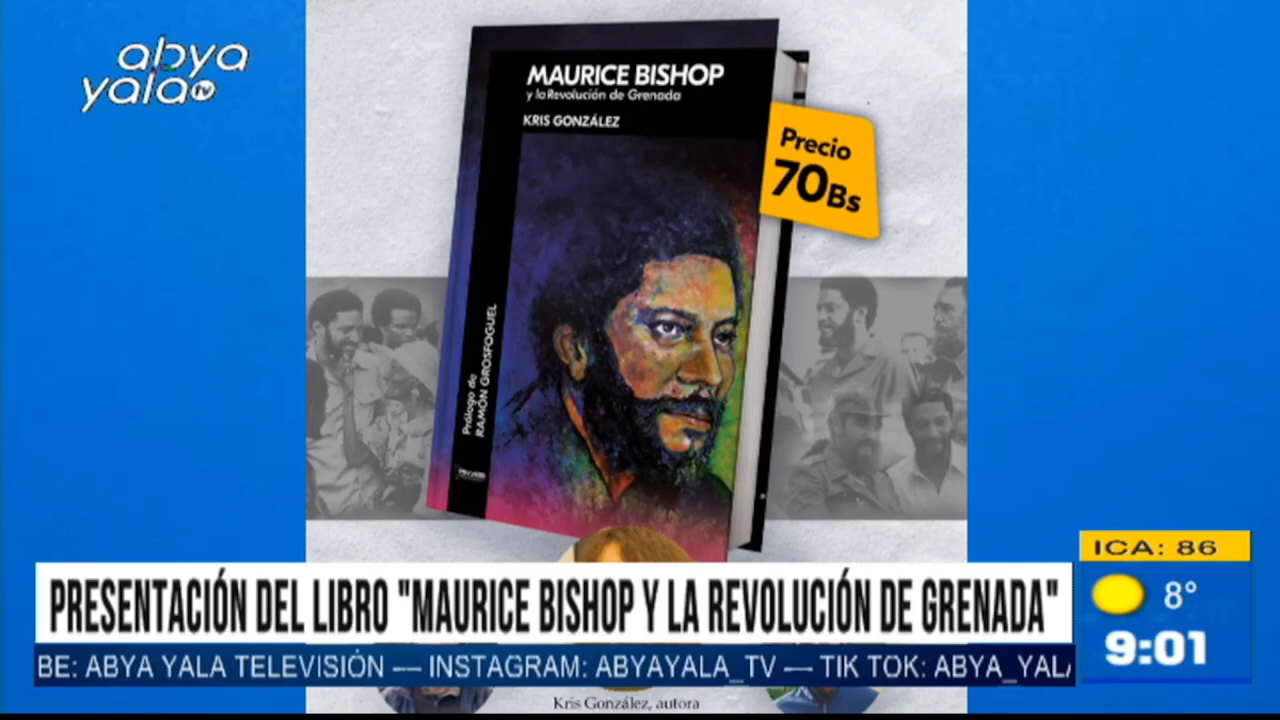 abya
yala tv
MAURICE BISHOP
y la Revolución de Grenada
KRIS GONZÁLEZ
Precio
70Bs
Prólogo de
RAMÓN GROSFOGUEL
ICA: 86
8°
9:01
PRESENTACIÓN DEL LIBRO "MAURICE BISHOP Y LA REVOLUCIÓN DE GRENADA"
BE: ABYA YALA TELEVISIÓN — INSTAGRAM: ABYAYALA_TV — TIK TOK: ABYA_YALA
Kris González, autora